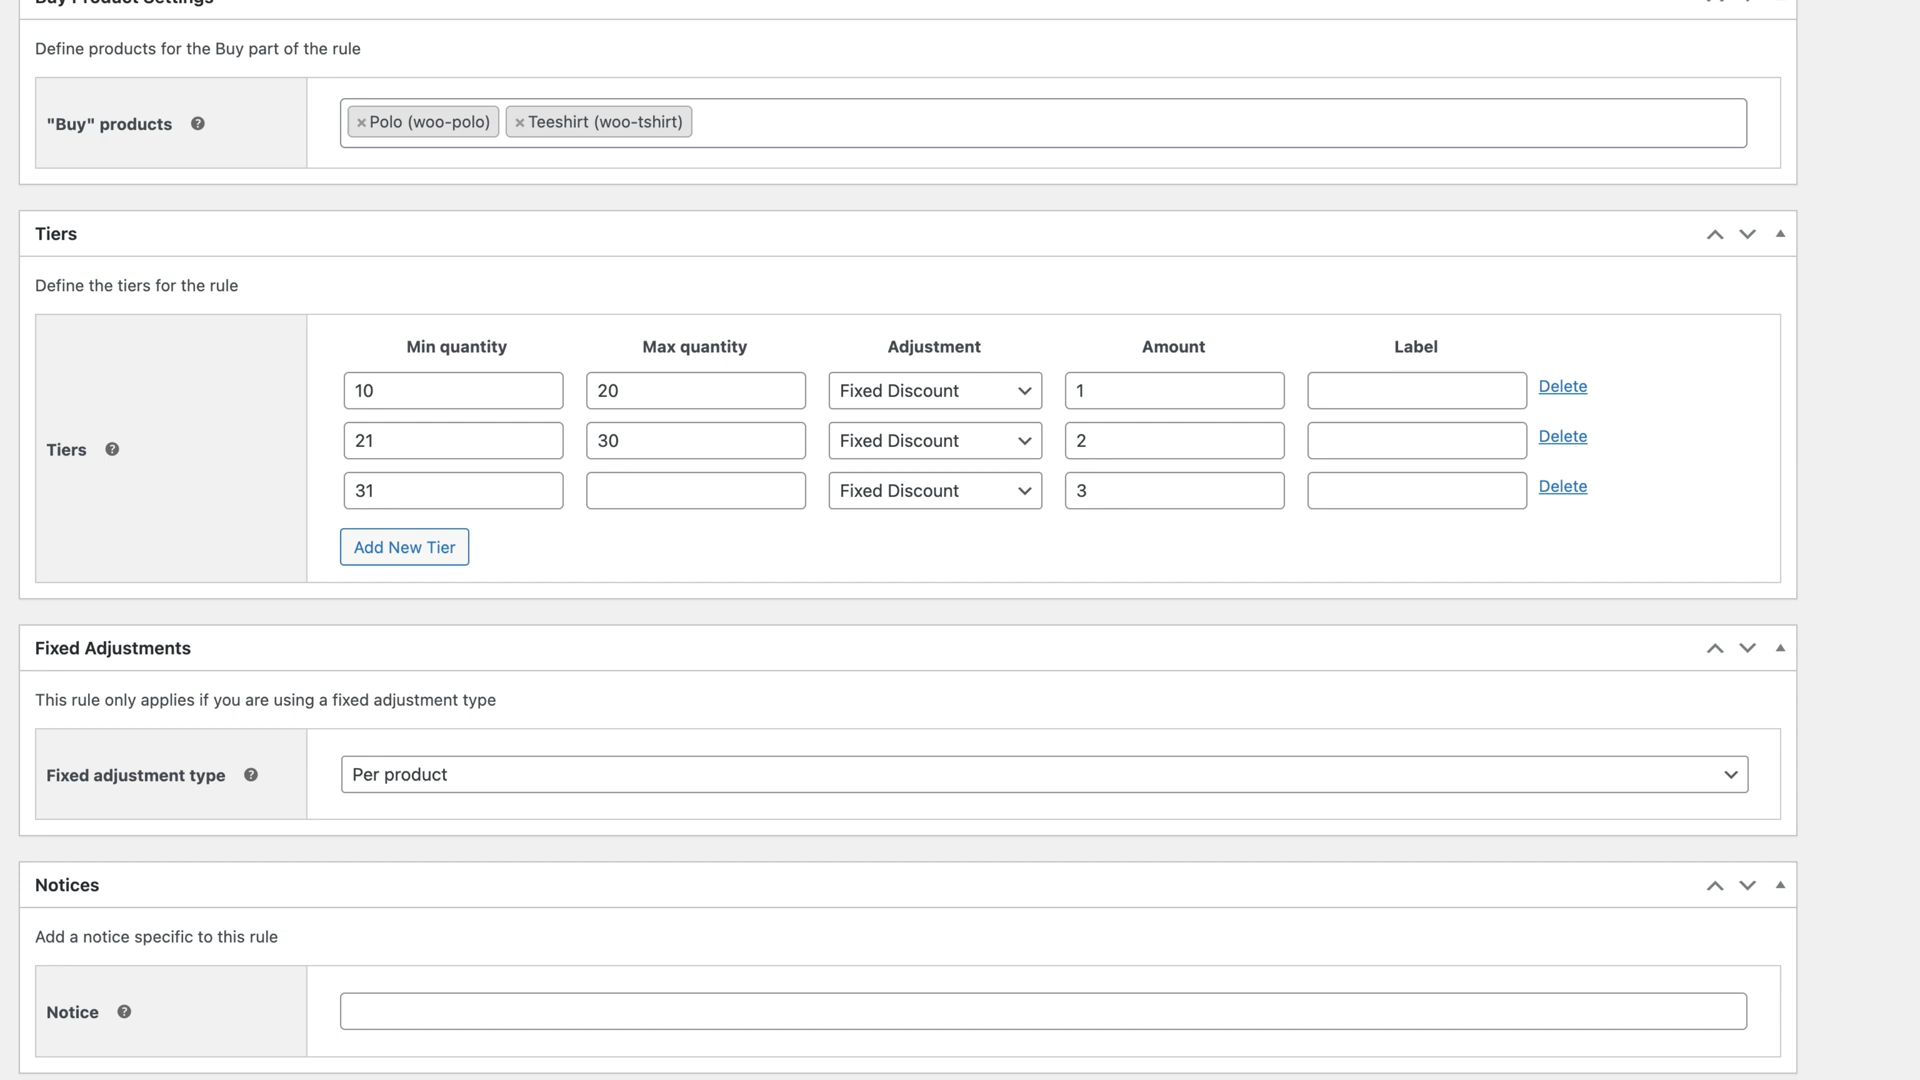 Buy Product Settings
Define products for the Buy part of the rule
"Buy" products ?
× Polo (woo-polo) × Teeshirt (woo-tshirt)
Tiers
Define the tiers for the rule
Min quantity Max quantity Adjustment Amount Label
10 20 Fixed Discount 1 Delete
Tiers ?
21 30 Fixed Discount 2 Delete
31 Fixed Discount 3 Delete
Add New Tier
Fixed Adjustments
This rule only applies if you are using a fixed adjustment type
Fixed adjustment type ? Per product
Notices
Add a notice specific to this rule
Notice ?